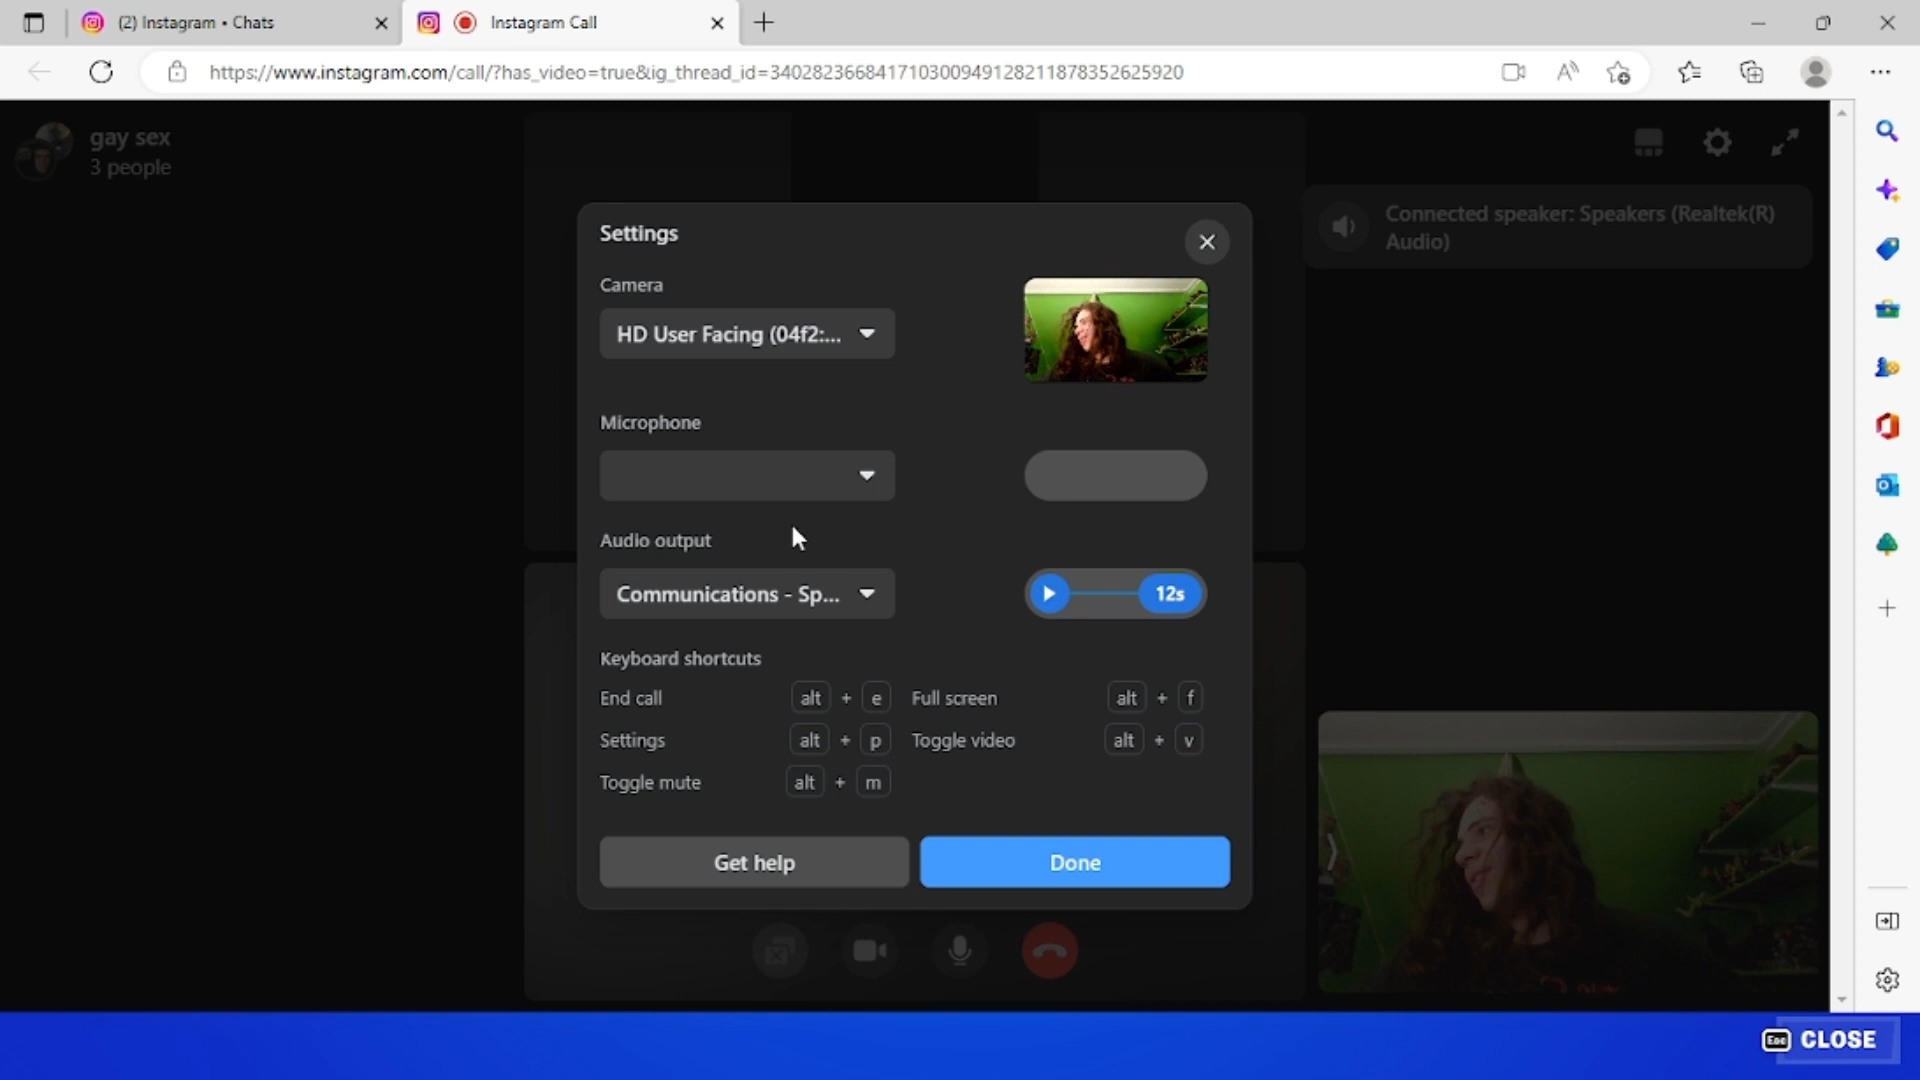 (2) Instagram • Chats
Instagram Call
https://www.instagram.com/call/?has_video=true&ig_thread_id=340282366841710300949128211878352625920
gay sex
3 people
Connected speaker: Speakers (Realtek(R)
Audio)
Settings
Camera
HD User Facing (04f2:...
Microphone
Audio output
Communications - Sp...
12s
Keyboard shortcuts
End call alt + e Full screen alt + f
Settings alt + p Toggle video alt + v
Toggle mute alt + m
Get help
Done
Esc CLOSE